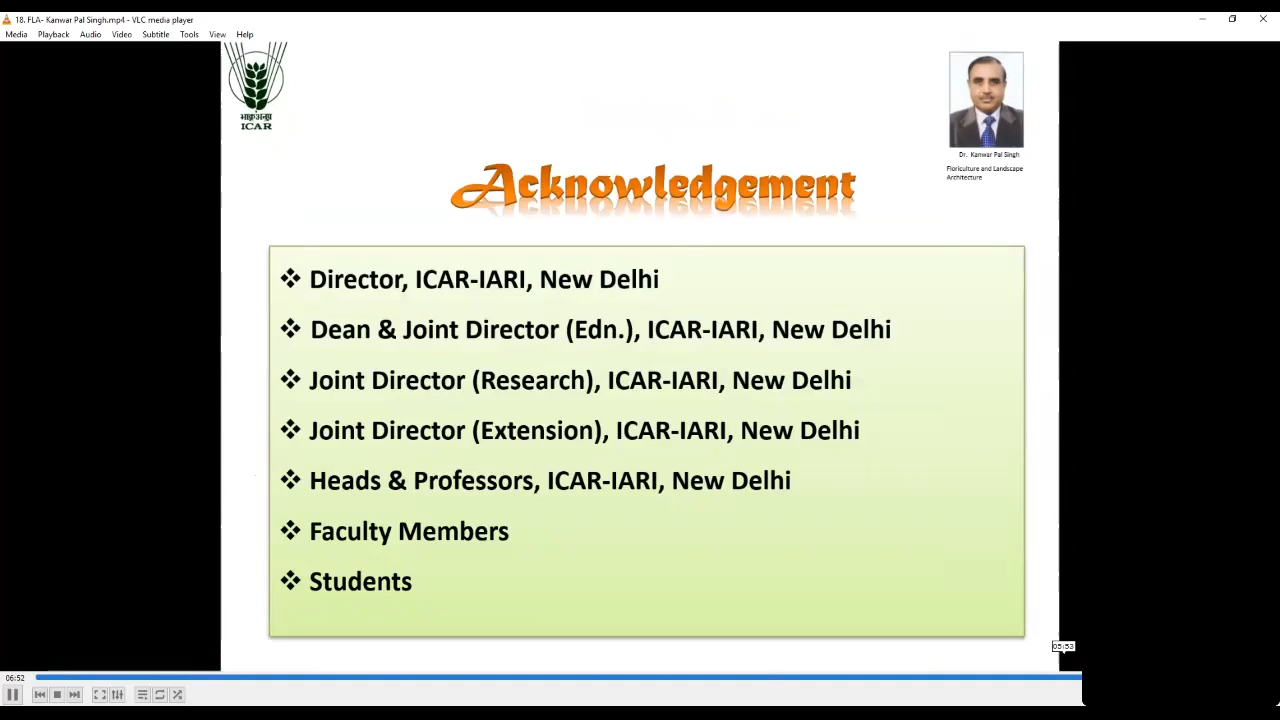 18. FLA- Kanwar Pal Singh.mp4 - VLC media player
Media Playback Audio Video Subtitle Tools View Help
ICAR
Dr. Kanwar Pal Singh
Floriculture and Landscape
Architecture
Acknowledgement
❖ Director, ICAR-IARI, New Delhi
❖ Dean & Joint Director (Edn.), ICAR-IARI, New Delhi
❖ Joint Director (Research), ICAR-IARI, New Delhi
❖ Joint Director (Extension), ICAR-IARI, New Delhi
❖ Heads & Professors, ICAR-IARI, New Delhi
❖ Faculty Members
❖ Students
05:53
06:52